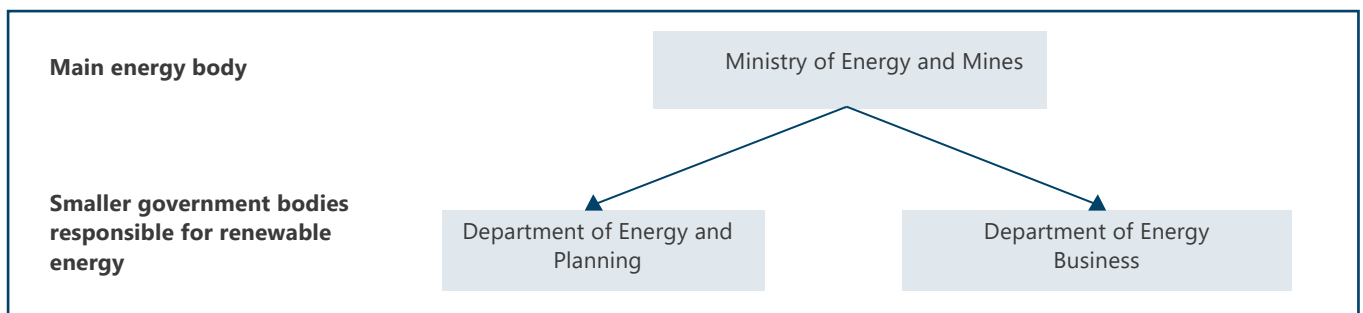 Main energy body
Ministry of Energy and Mines
Smaller government bodies
responsible for renewable
energy
Department of Energy and
Planning
Department of Energy
Business